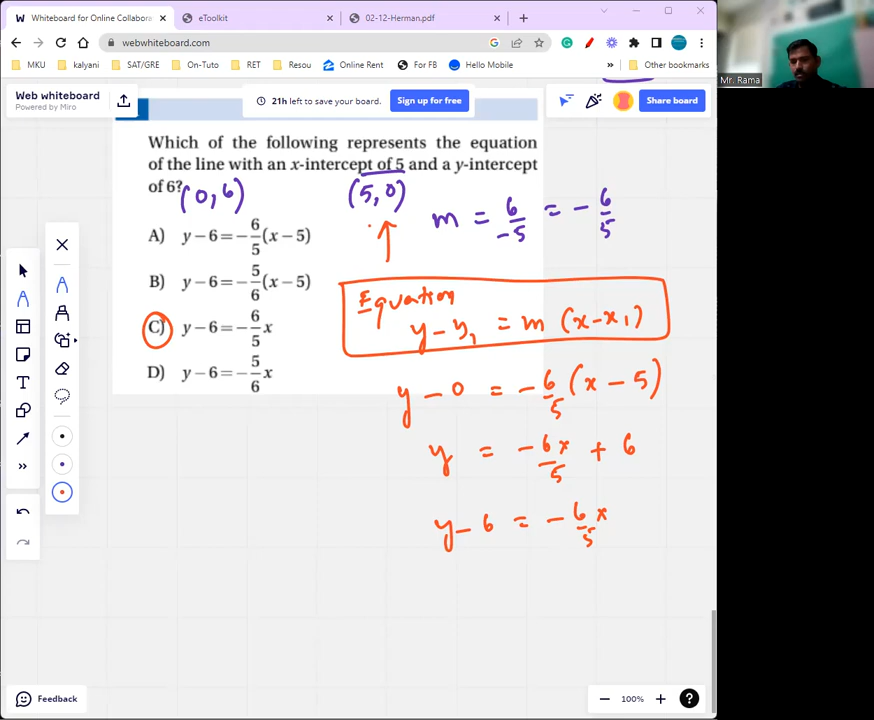 Whiteboard for Online Collabora
eToolkit
02-12-Herman.pdf
webwhiteboard.com
MKU
kalyani
SAT/GRE
On-Tuto
RET
Resou
Online Rent
For FB
Hello Mobile
Other bookmarks
Mr. Rama
Web whiteboard
Powered by Miro
21h left to save your board.
Sign up for free
Share board
Which of the following represents the equation
of the line with an x-intercept of 5 and a y-intercept
of 6?
(0, 6) (5, 0)
m = 6/-5 = -6/5
A) y-6=-6/5(x-5)
B) y-6=-5/6(x-5)
C) y-6=-6/5x
D) y-6=-5/6x
Equation
y-y₁ = m (x-x₁)
y-0 = -6/5 (x-5)
y = -6x/5 + 6
y-6 = -6/5 x
Feedback
100%